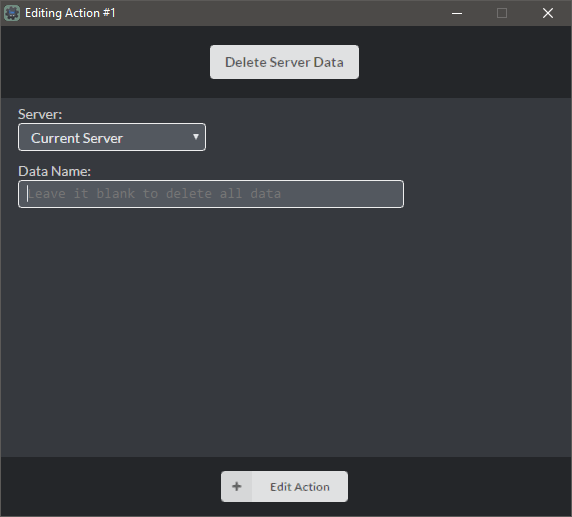 Editing Action #1
Delete Server Data
Server:
Current Server
Data Name:
Leave it blank to delete all data
Edit Action